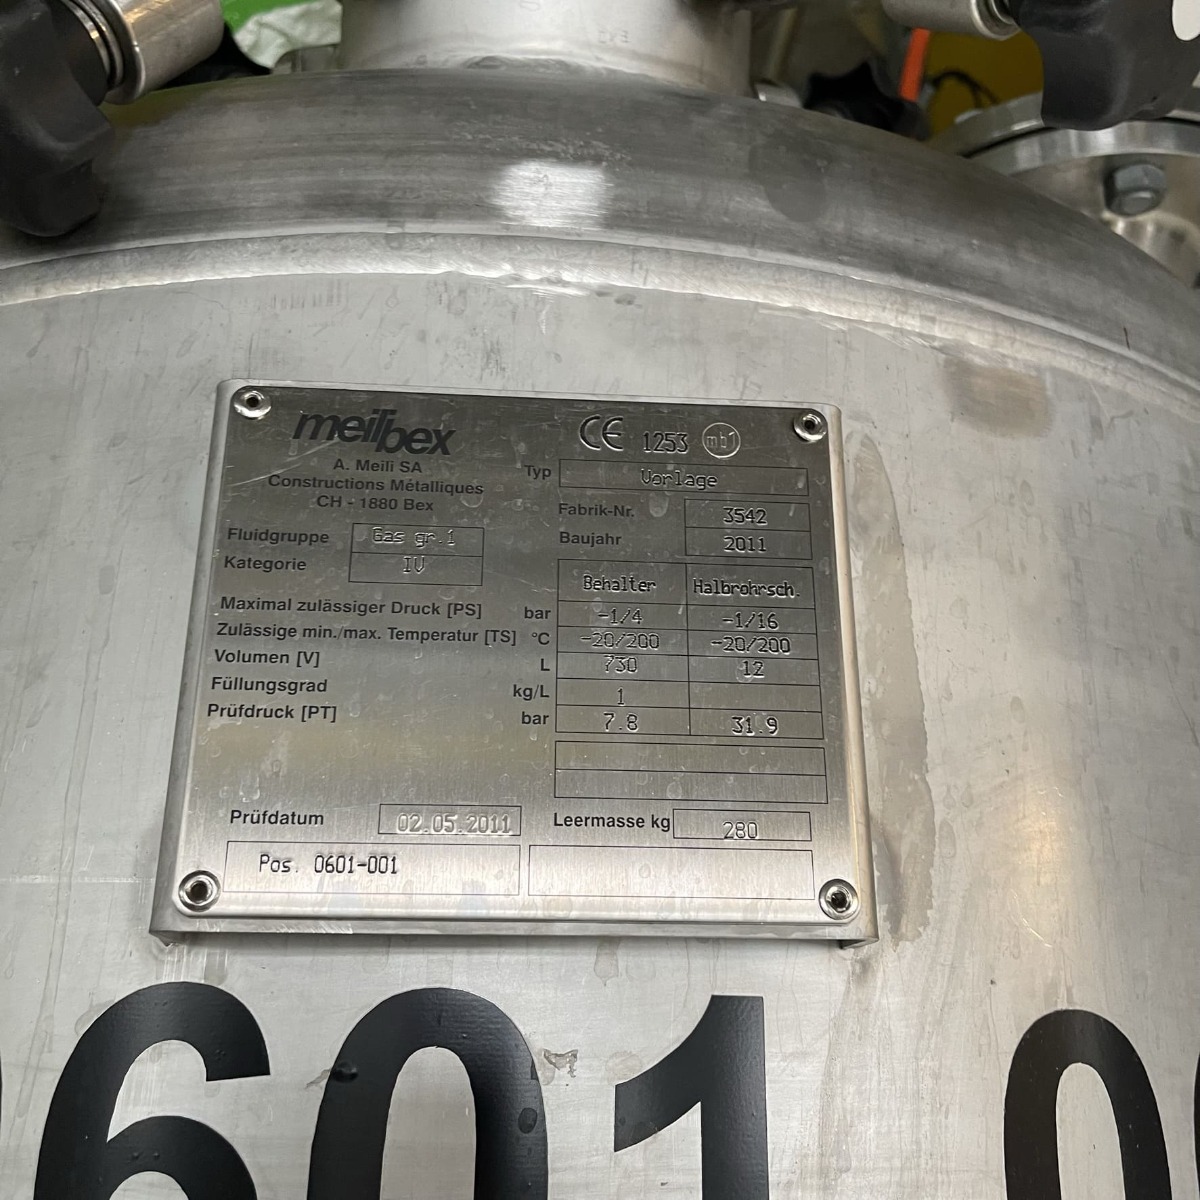 meilbex
A. Meili SA
Constructions Métalliques
CH - 1880 Bex
CE 1253 mb1
Typ Vorlage
Fabrik-Nr. 3542
Baujahr 2011
Fluidgruppe Gas gr.1
Kategorie IV
Behalter Halbrohrsch.
Maximal zulässiger Druck [PS] bar -1/4 -1/16
Zulässige min./max. Temperatur [TS] °C -20/200 -20/200
Volumen [V] L 730 12
Füllungsgrad kg/L 1
Prüfdruck [PT] bar 7.8 31.9
Prüfdatum 02.05.2011 Leermasse kg 280
Pos. 0601-001
601 0